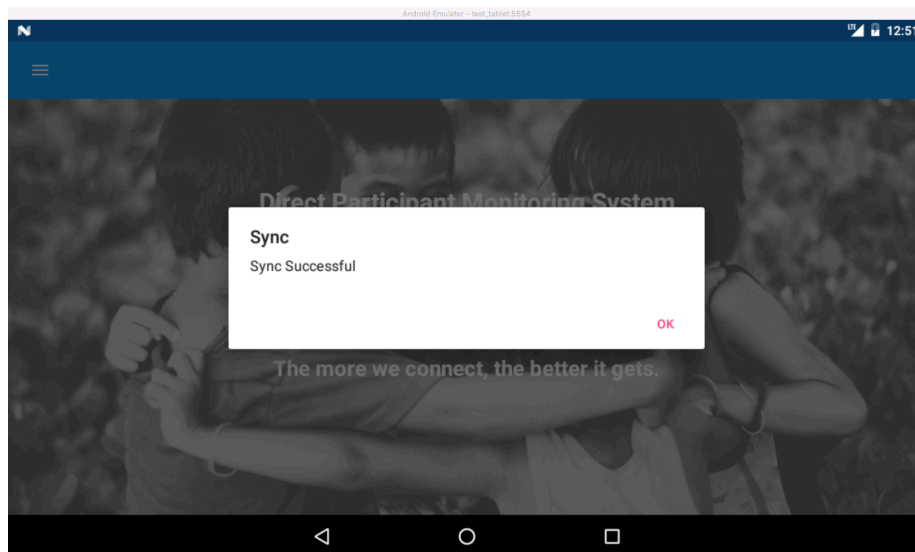 Android Emulator - test_tablet:5554
LTE 12:51
Direct Participant Monitoring System
Sync
Sync Successful
OK
The more we connect, the better it gets.